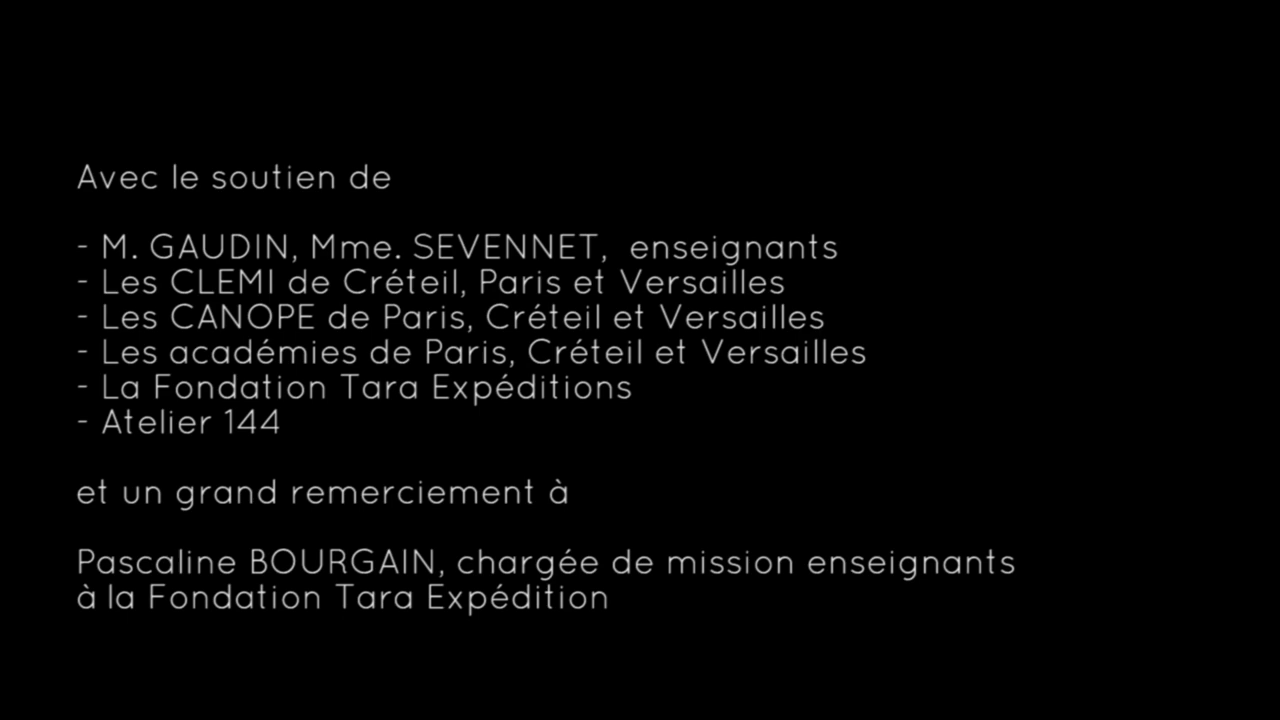 Avec le soutien de
- M. GAUDIN, Mme. SEVENNET,  enseignants
- Les CLEMI de Créteil, Paris et Versailles
- Les CANOPE de Paris, Créteil et Versailles
- Les académies de Paris, Créteil et Versailles
- La Fondation Tara Expéditions
- Atelier 144
et un grand remerciement à
Pascaline BOURGAIN, chargée de mission enseignants
à la Fondation Tara Expédition